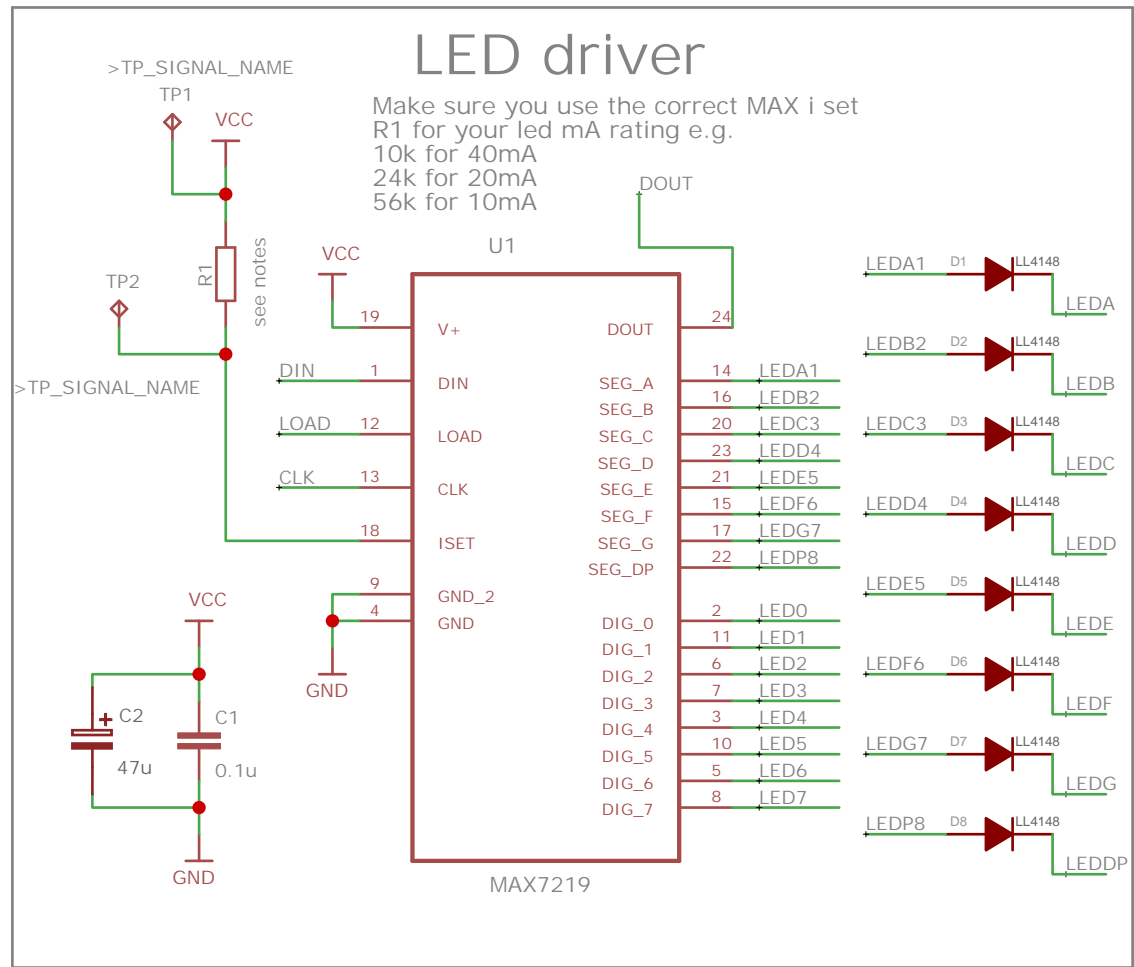 LED driver
Make sure you use the correct MAX i set
R1 for your led mA rating e.g.
10k for 40mA
24k for 20mA
56k for 10mA
>TP_SIGNAL_NAME
TP1
VCC
R1
see notes
TP2
>TP_SIGNAL_NAME
VCC
DOUT
U1
19
V+
DOUT
24
DIN
1
DIN
LOAD
12
LOAD
CLK
13
CLK
18
ISET
9
GND_2
4
GND
GND
SEG_A
14
LEDA1
SEG_B
16
LEDB2
SEG_C
20
LEDC3
SEG_D
23
LEDD4
SEG_E
21
LEDE5
SEG_F
15
LEDF6
SEG_G
17
LEDG7
SEG_DP
22
LEDP8
DIG_0
2
LED0
DIG_1
11
LED1
DIG_2
6
LED2
DIG_3
7
LED3
DIG_4
3
LED4
DIG_5
10
LED5
DIG_6
5
LED6
DIG_7
8
LED7
MAX7219
VCC
C2
47u
C1
0.1u
GND
LEDA1
D1
LL4148
LEDA
LEDB2
D2
LL4148
LEDB
LEDC3
D3
LL4148
LEDC
LEDD4
D4
LL4148
LEDD
LEDE5
D5
LL4148
LEDE
LEDF6
D6
LL4148
LEDF
LEDG7
D7
LL4148
LEDG
LEDP8
D8
LL4148
LEDDP